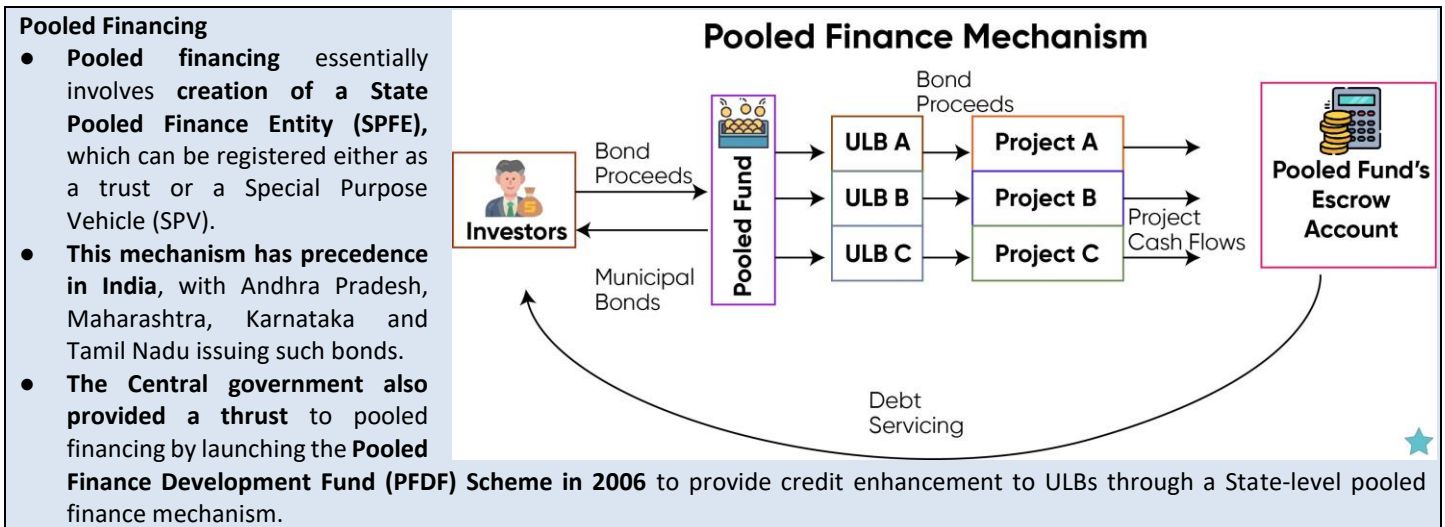 Pooled Financing
● Pooled financing essentially
involves creation of a State
Pooled Finance Entity (SPFE),
which can be registered either as
a trust or a Special Purpose
Vehicle (SPV).
● This mechanism has precedence
in India, with Andhra Pradesh,
Maharashtra, Karnataka and
Tamil Nadu issuing such bonds.
● The Central government also
provided a thrust to pooled
financing by launching the Pooled
Finance Development Fund (PFDF) Scheme in 2006 to provide credit enhancement to ULBs through a State-level pooled
finance mechanism.
Pooled Finance Mechanism
Investors
Bond
Proceeds
Municipal
Bonds
Pooled Fund
ULB A
ULB B
ULB C
Bond
Proceeds
Project A
Project B
Project C
Project
Cash Flows
Pooled Fund's
Escrow
Account
Debt
Servicing